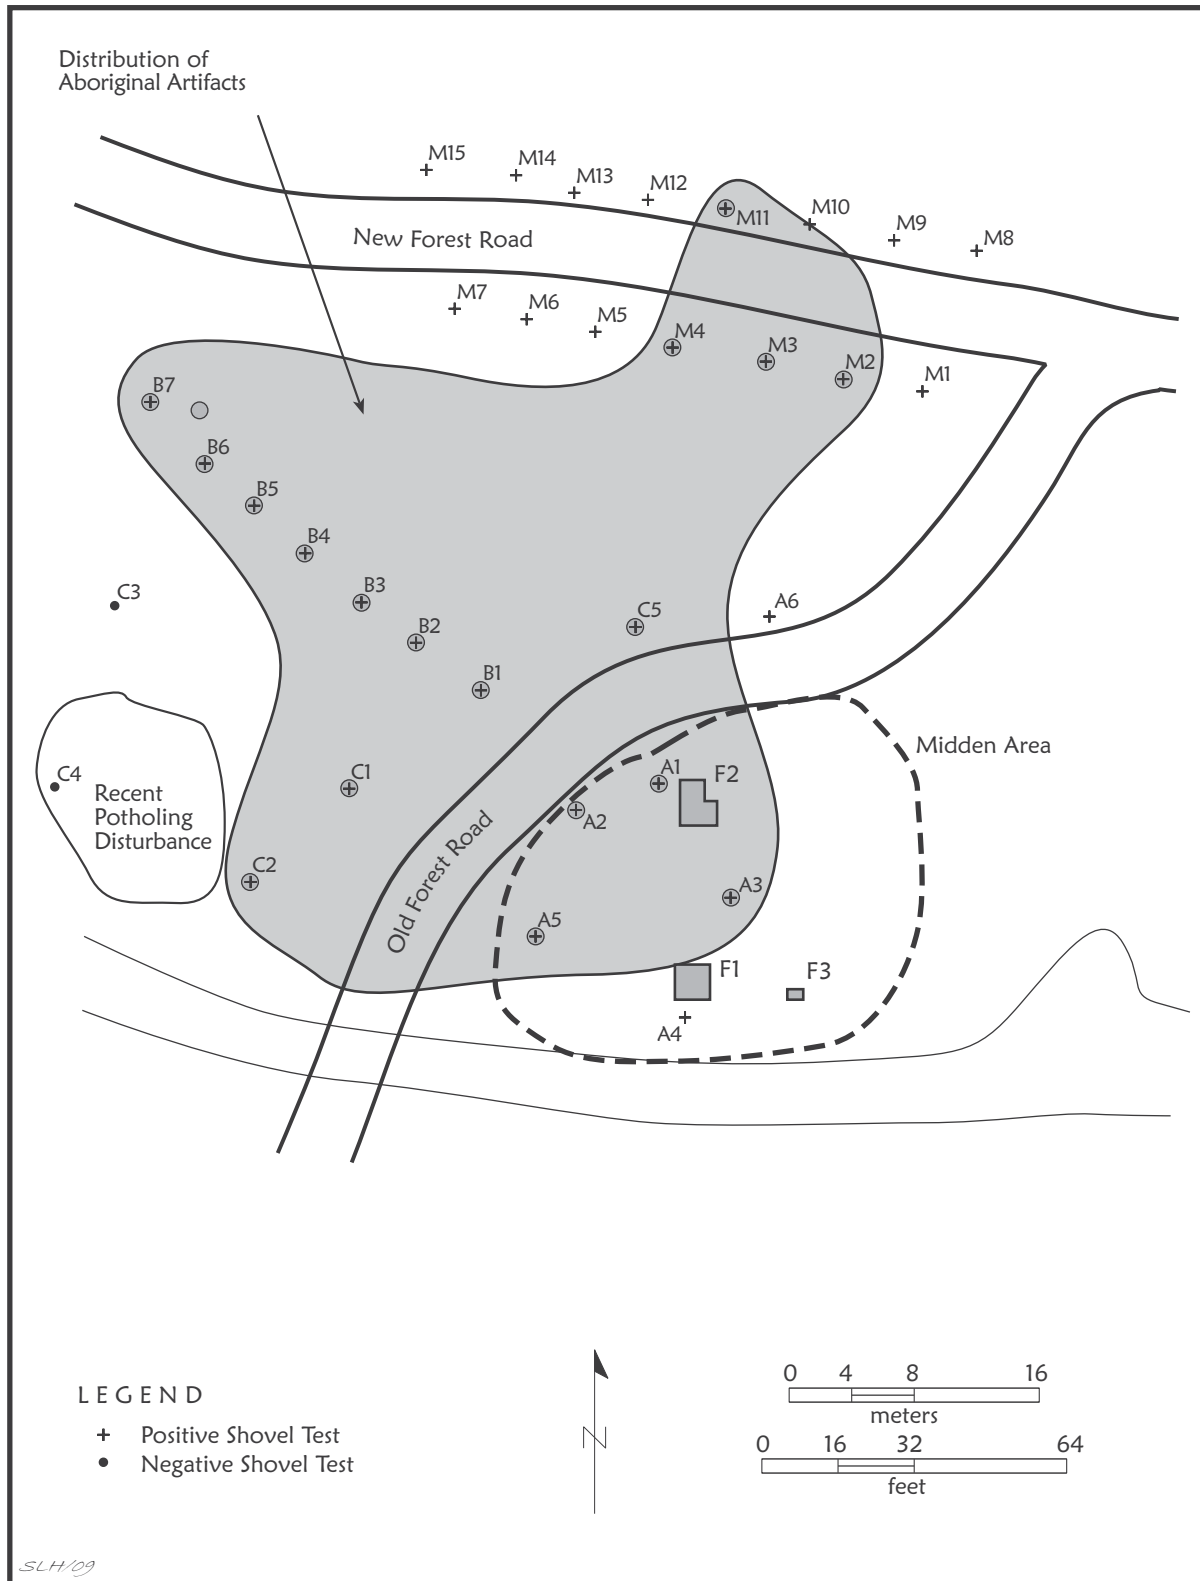 Distribution of
Aboriginal Artifacts
M15
M14
M13
M12
M11
M10
M9
M8
New Forest Road
M7
M6
M5
M4
M3
M2
M1
B7
B6
B5
B4
B3
B2
B1
C3
C5
A6
C4
Recent
Potholing
Disturbance
C1
C2
Midden Area
A1
F2
A2
A3
A5
Old Forest Road
F1
F3
A4
LEGEND
+ Positive Shovel Test
• Negative Shovel Test
N
0 4 8 16
meters
0 16 32 64
feet
SLH/09